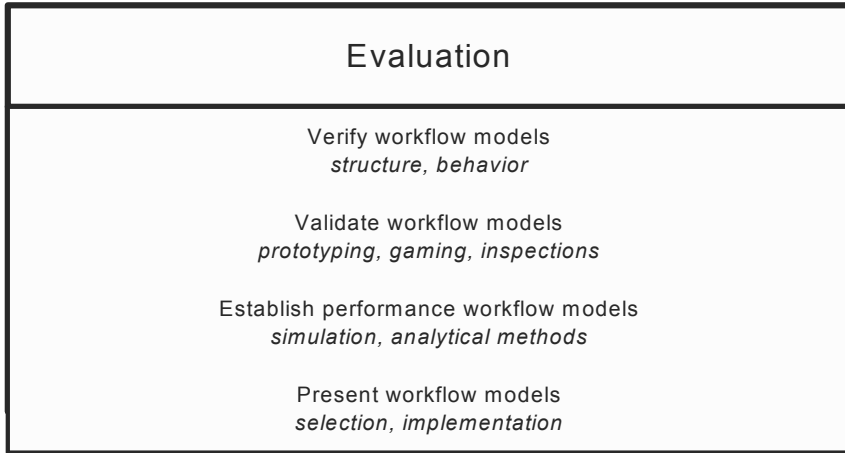 Evaluation
Verify workflow models
structure, behavior
Validate workflow models
prototyping, gaming, inspections
Establish performance workflow models
simulation, analytical methods
Present workflow models
selection, implementation